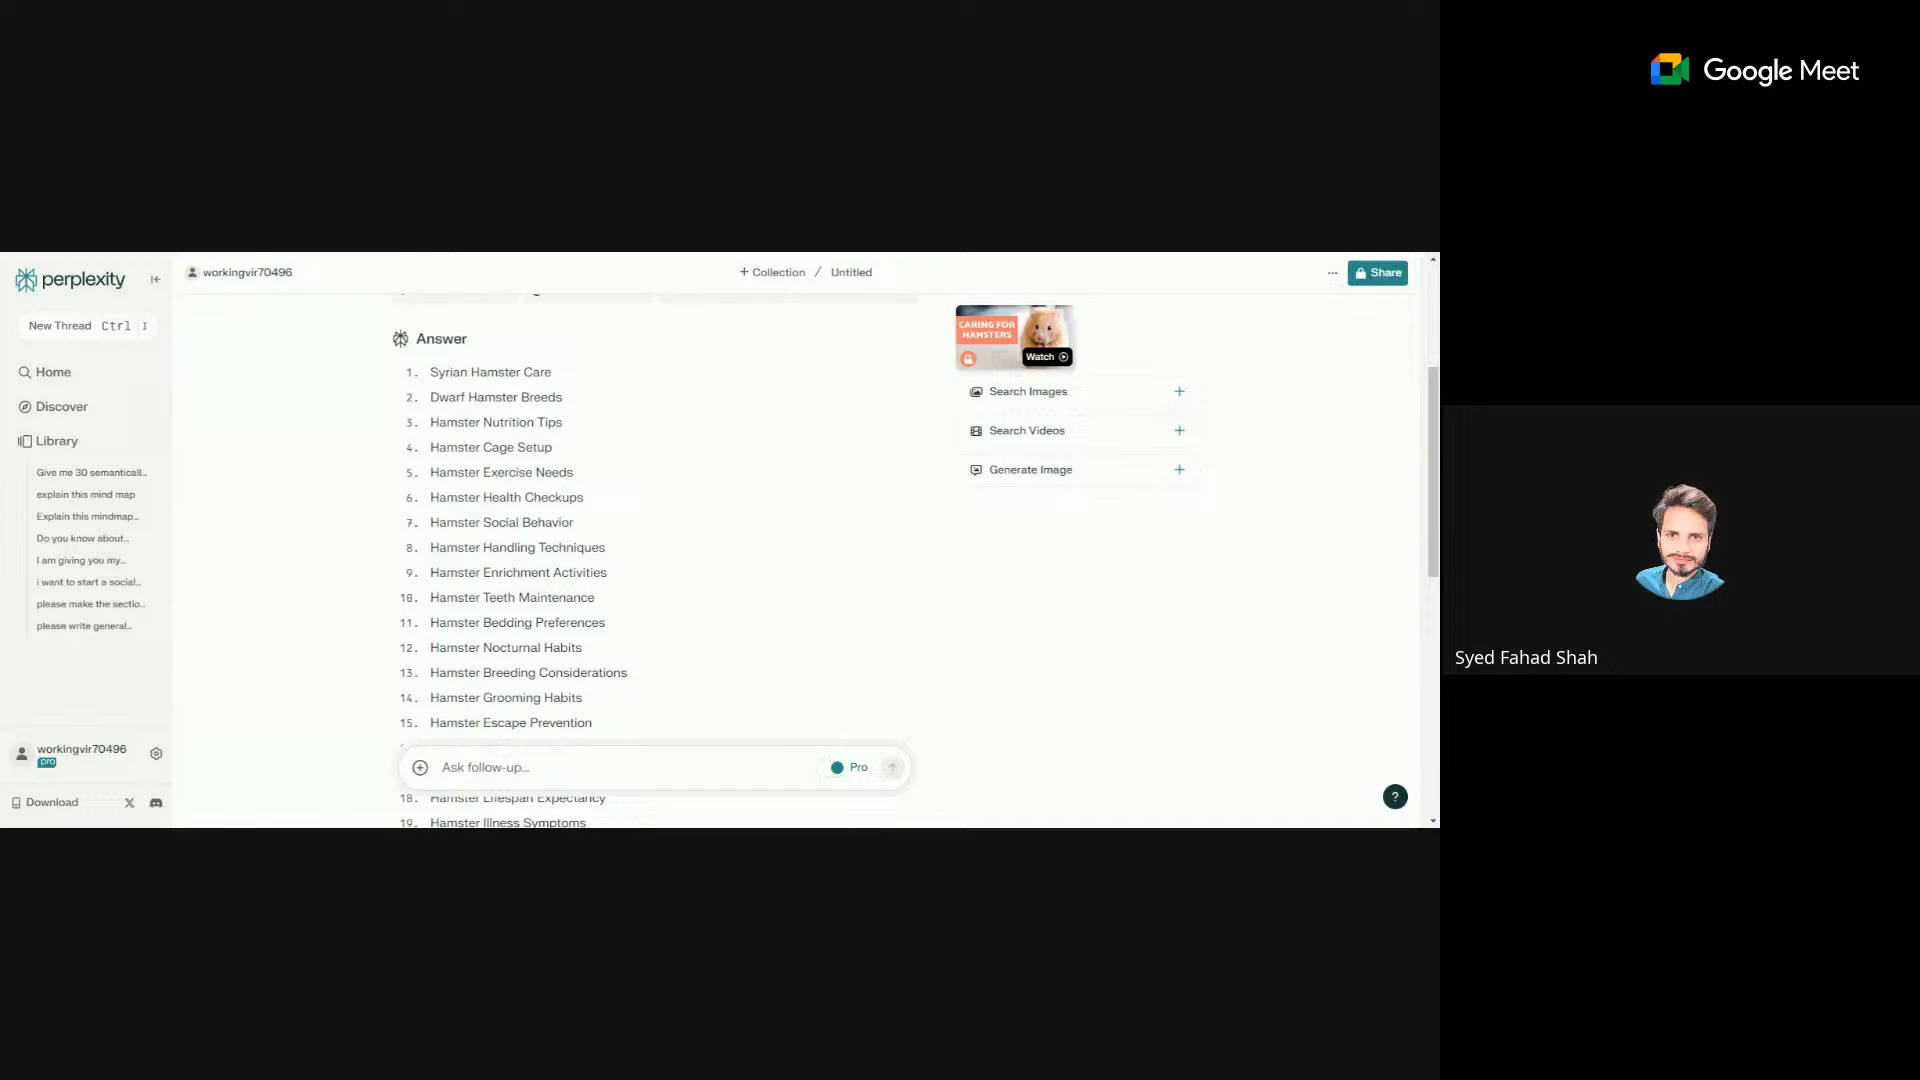 Google Meet
perplexity
New Thread Ctrl I
Home
Discover
Library
Give me 30 semanticall...
explain this mind map
Explain this mindmap...
Do you know about...
I am giving you my...
i want to start a social...
please make the sectio...
please write general...
workingvir70496
pro
Download
workingvir70496
+ Collection / Untitled
Share
Answer
1. Syrian Hamster Care
2. Dwarf Hamster Breeds
3. Hamster Nutrition Tips
4. Hamster Cage Setup
5. Hamster Exercise Needs
6. Hamster Health Checkups
7. Hamster Social Behavior
8. Hamster Handling Techniques
9. Hamster Enrichment Activities
10. Hamster Teeth Maintenance
11. Hamster Bedding Preferences
12. Hamster Nocturnal Habits
13. Hamster Breeding Considerations
14. Hamster Grooming Habits
15. Hamster Escape Prevention
Ask follow-up...
Pro
18. Hamster Lifespan Expectancy
19. Hamster Illness Symptoms
CARING FOR
HAMSTERS
Watch
Search Images +
Search Videos +
Generate Image +
?
Syed Fahad Shah